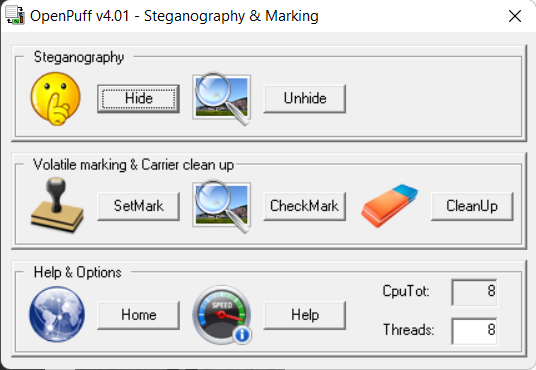 OpenPuff v4.01 - Steganography & Marking
Steganography
Hide
Unhide
Volatile marking & Carrier clean up
SetMark
CheckMark
CleanUp
Help & Options
Home
SPEED
Help
CpuTot: 8
Threads: 8